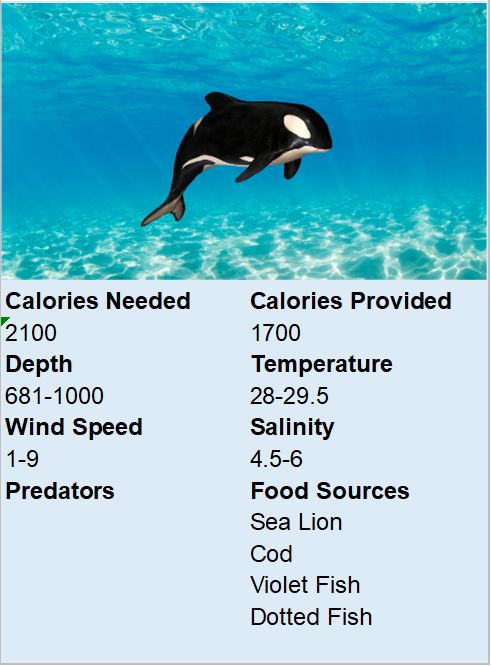 Calories Needed Calories Provided
2100 1700
Depth Temperature
681-1000 28-29.5
Wind Speed Salinity
1-9 4.5-6
Predators Food Sources
Sea Lion
Cod
Violet Fish
Dotted Fish